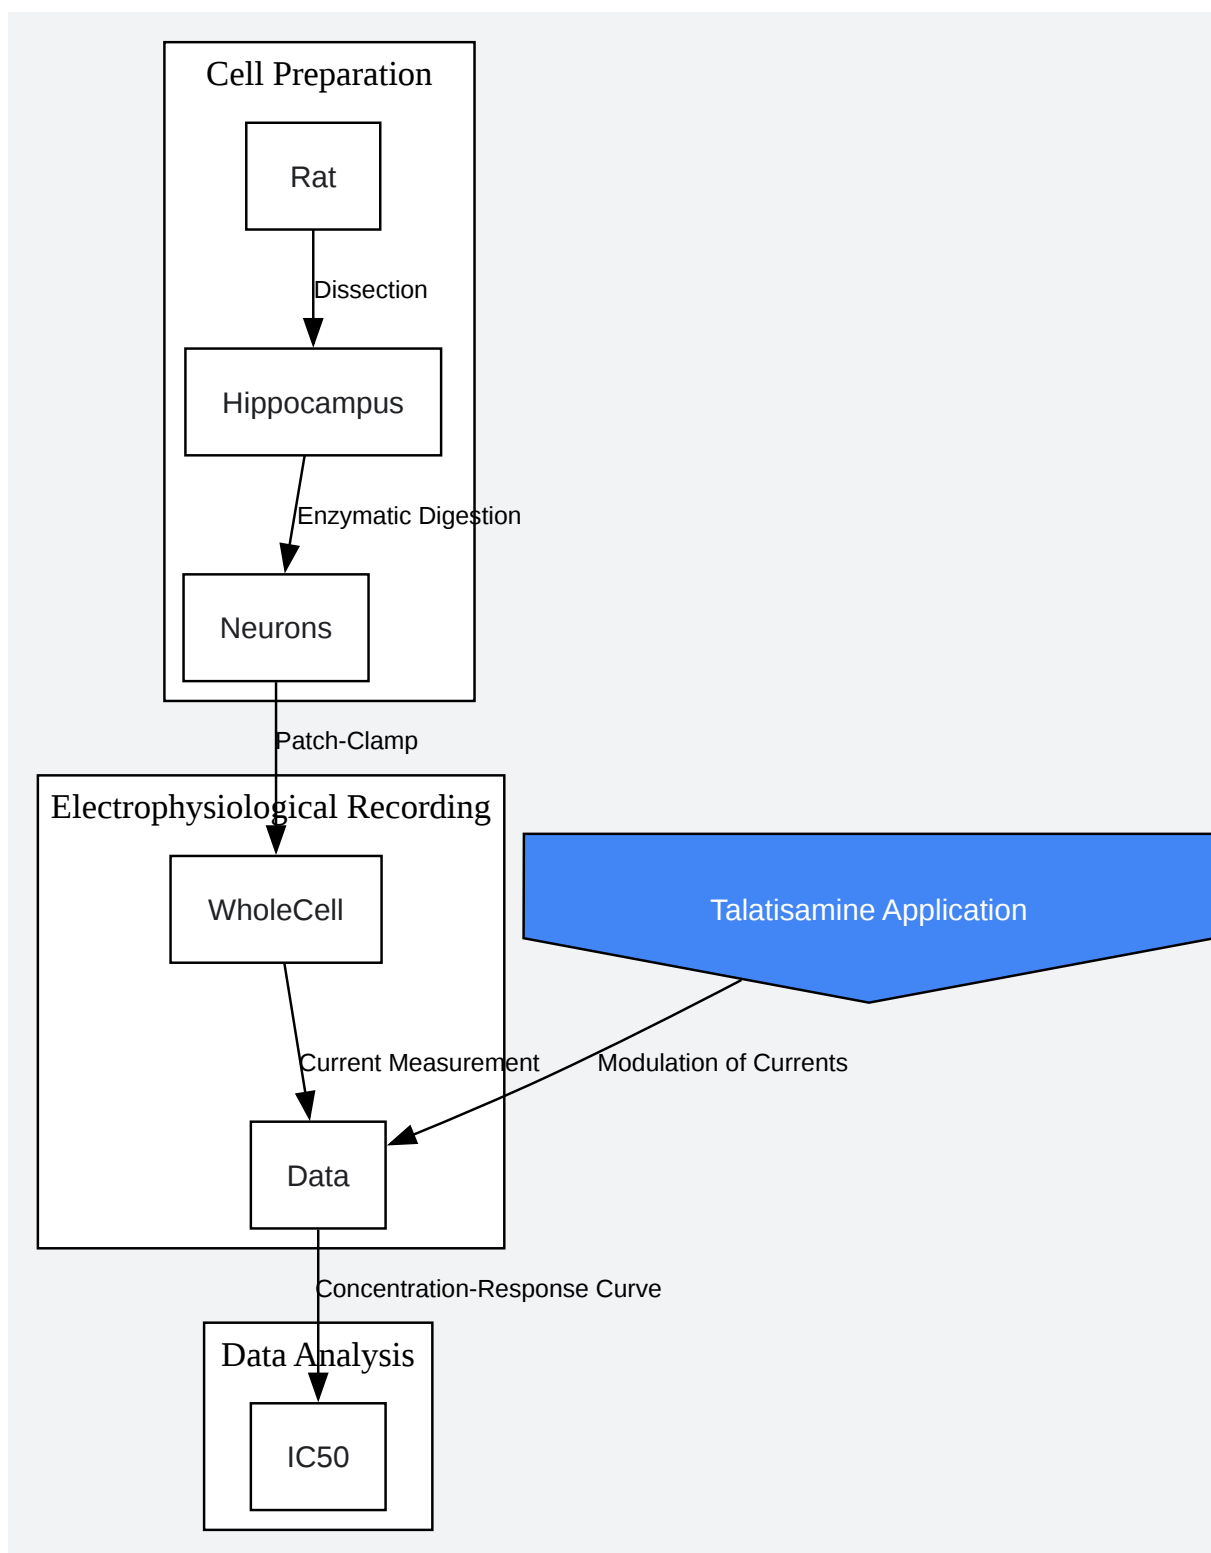 Cell Preparation
Rat
Dissection
Hippocampus
Enzymatic Digestion
Neurons
Patch-Clamp
Electrophysiological Recording
WholeCell
Talatisamine Application
Current Measurement
Modulation of Currents
Data
Concentration-Response Curve
Data Analysis
IC50